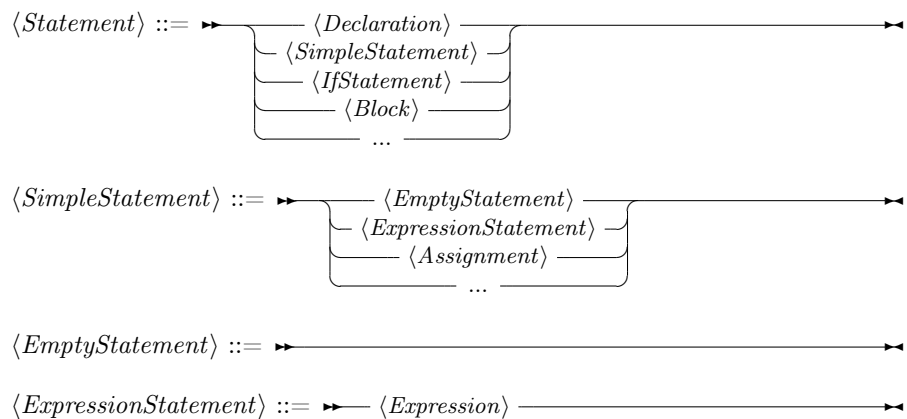 ⟨Statement⟩ ::= ⟨Declaration⟩
⟨SimpleStatement⟩
⟨IfStatement⟩
⟨Block⟩
...
⟨SimpleStatement⟩ ::= ⟨EmptyStatement⟩
⟨ExpressionStatement⟩
⟨Assignment⟩
...
⟨EmptyStatement⟩ ::=
⟨ExpressionStatement⟩ ::= ⟨Expression⟩